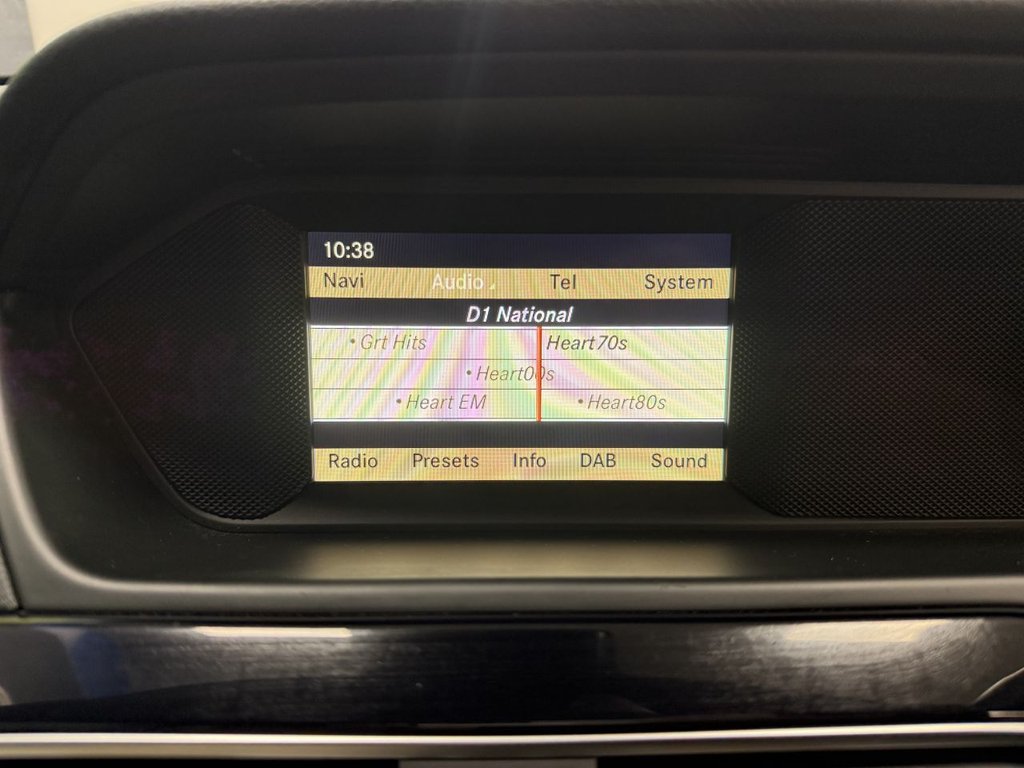 10:38
Navi Audio Tel System
D1 National
• Grt Hits Heart70s
• Heart00s
• Heart EM • Heart80s
Radio Presets Info DAB Sound